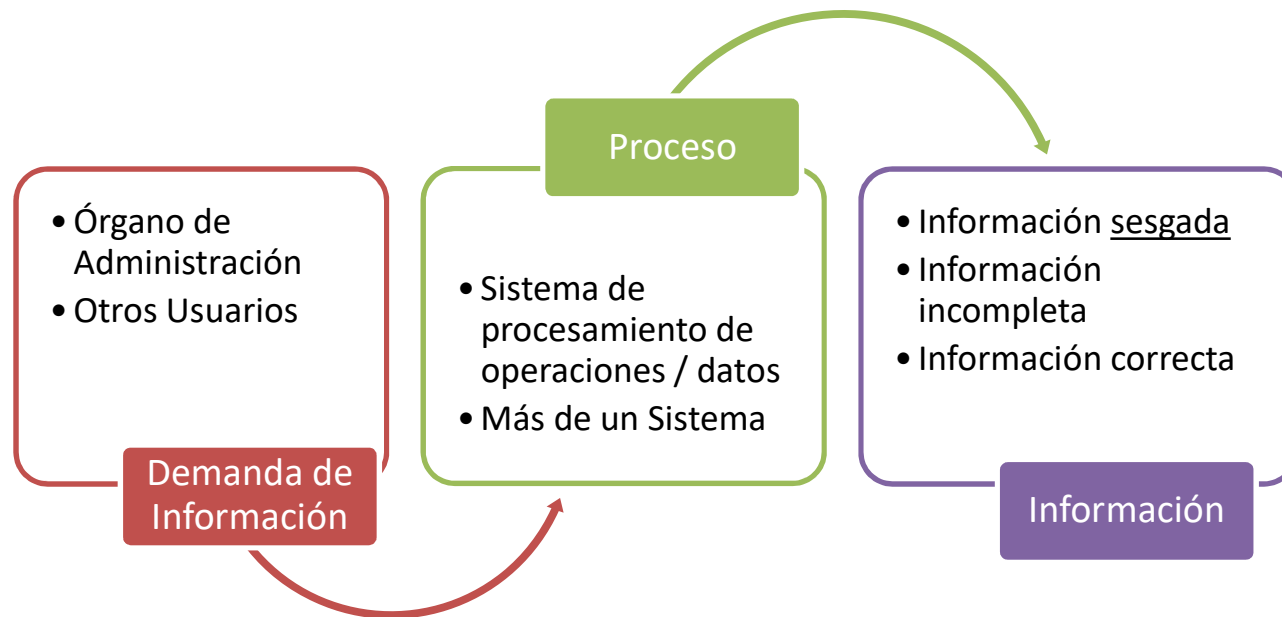 • Órgano de
Administración
• Otros Usuarios
Demanda de
Información
Proceso
• Sistema de
procesamiento de
operaciones / datos
• Más de un Sistema
• Información sesgada
• Información
incompleta
• Información correcta
Información